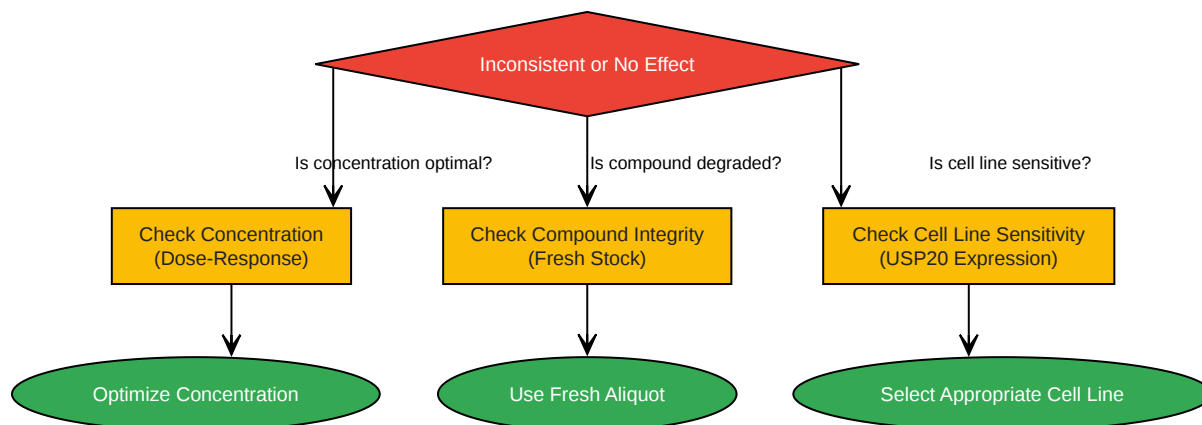 Inconsistent or No Effect
Is concentration optimal?
Is compound degraded?
Is cell line sensitive?
Check Concentration
(Dose-Response)
Check Compound Integrity
(Fresh Stock)
Check Cell Line Sensitivity
(USP20 Expression)
Optimize Concentration
Use Fresh Aliquot
Select Appropriate Cell Line